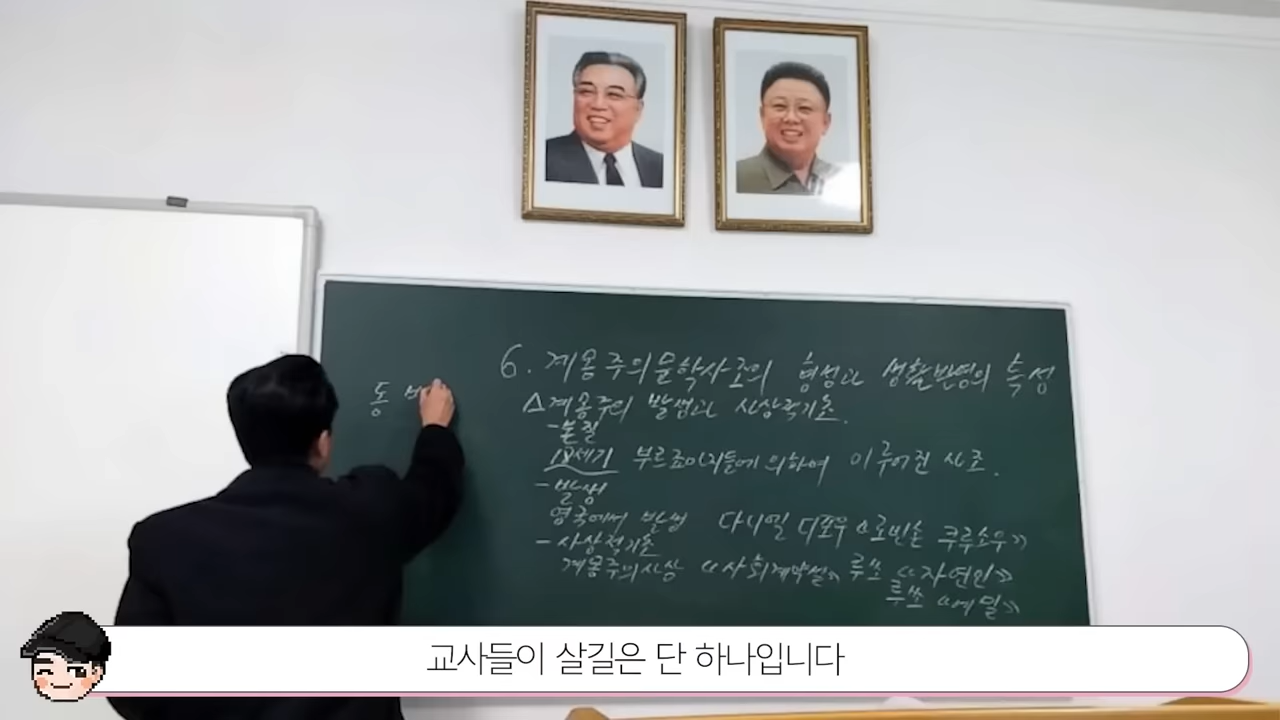 6. 계몽주의문학사조의 형성과 생활반영의 특성
동 버
△계몽주의 발생과 사상적기초.
-본질
18세기 부르죠아지들에 의하여 이루어진 사조.
-발생
영국에서 발생 다니엘 디포우 《로빈손 쿠루소우》
-사상적기초
계몽주의사상 《사회계약설》 루쏘 《자연인》
루쏘 《에밀》
교사들이 살길은 단 하나입니다